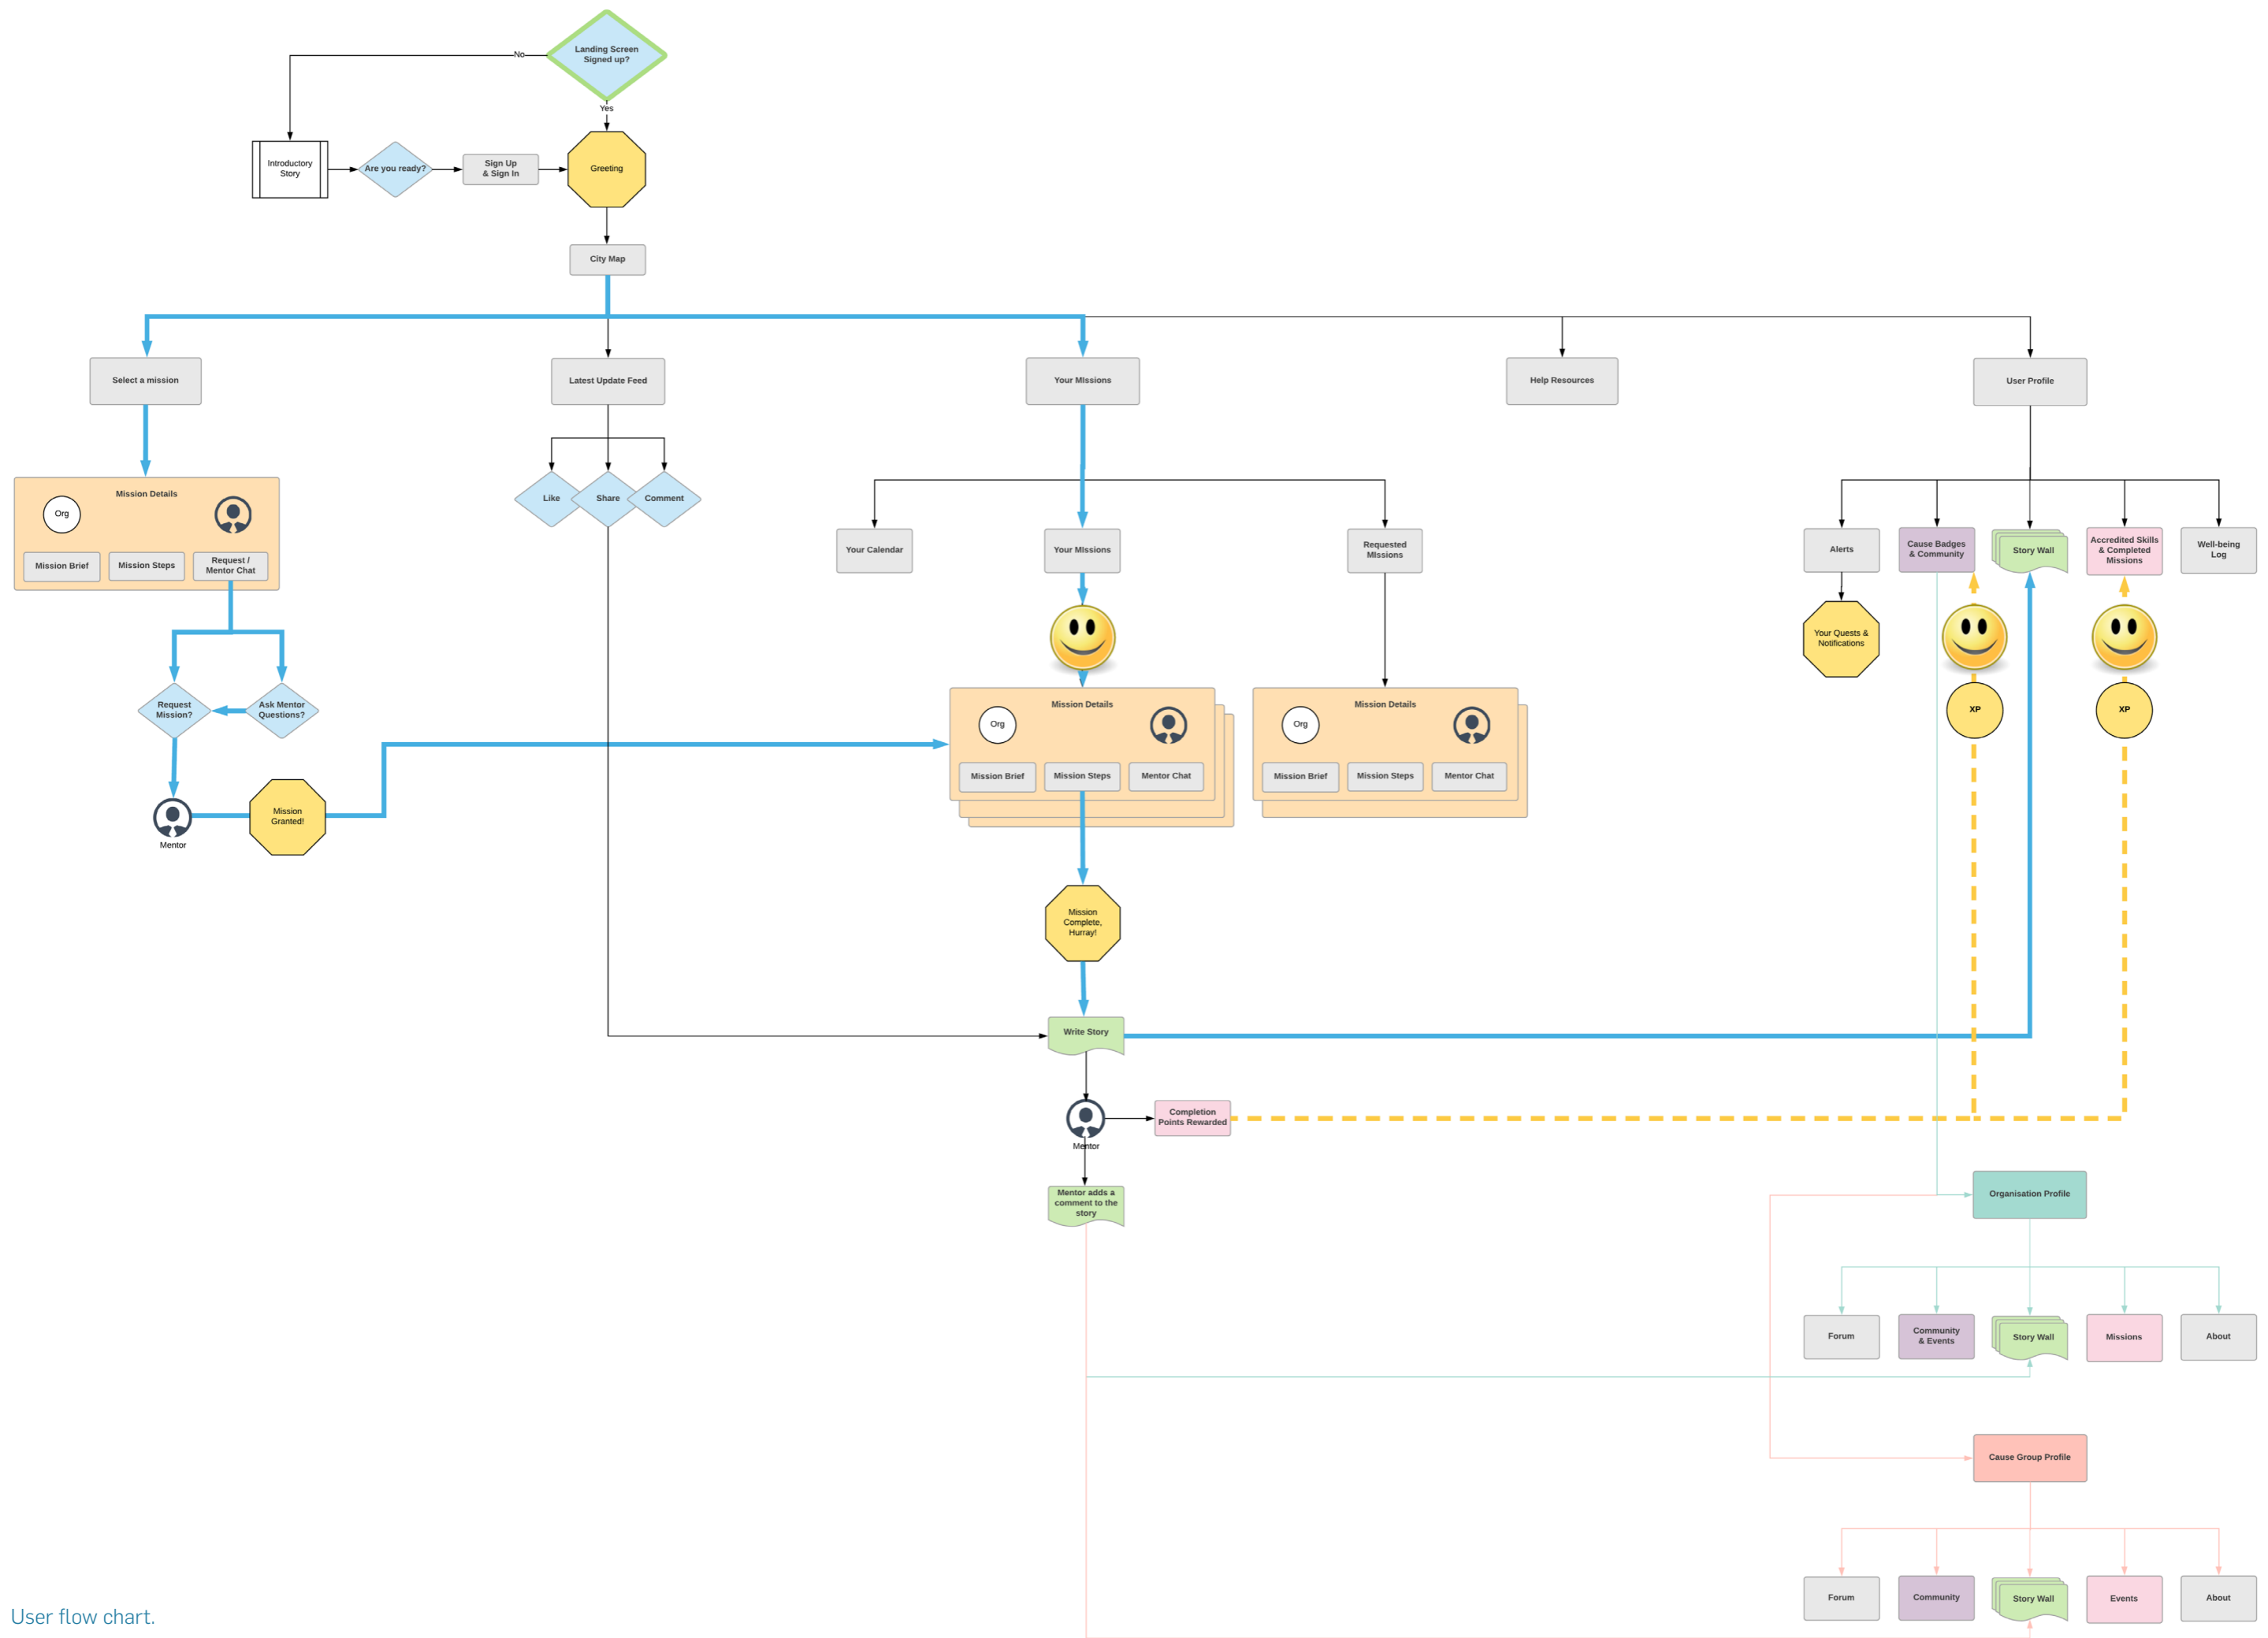 Landing Screen
Signed up?
No
Yes
Introductory
Story
Are you ready?
Sign Up
& Sign In
Greeting
City Map
Select a mission
Latest Update Feed
Your MIssions
Help Resources
User Profile
Mission Details
Org
Mission Brief
Mission Steps
Request /
Mentor Chat
Like
Share
Comment
Your Calendar
Your MIssions
Requested
MIssions
Alerts
Cause Badges
& Community
Story Wall
Accredited Skills
& Completed
Missions
Well-being
Log
Your Quests &
Notifications
XP
XP
Request
Mission?
Ask Mentor
Questions?
Mission Details
Org
Mission Brief
Mission Steps
Mentor Chat
Mission Details
Org
Mission Brief
Mission Steps
Mentor Chat
Mentor
Mission
Granted!
Mission
Complete,
Hurray!
Write Story
Mentor
Completion
Points Rewarded
Mentor adds a
comment to the
story
Organisation Profile
Forum
Community
& Events
Story Wall
Missions
About
Cause Group Profile
Forum
Community
Story Wall
Events
About
User flow chart.